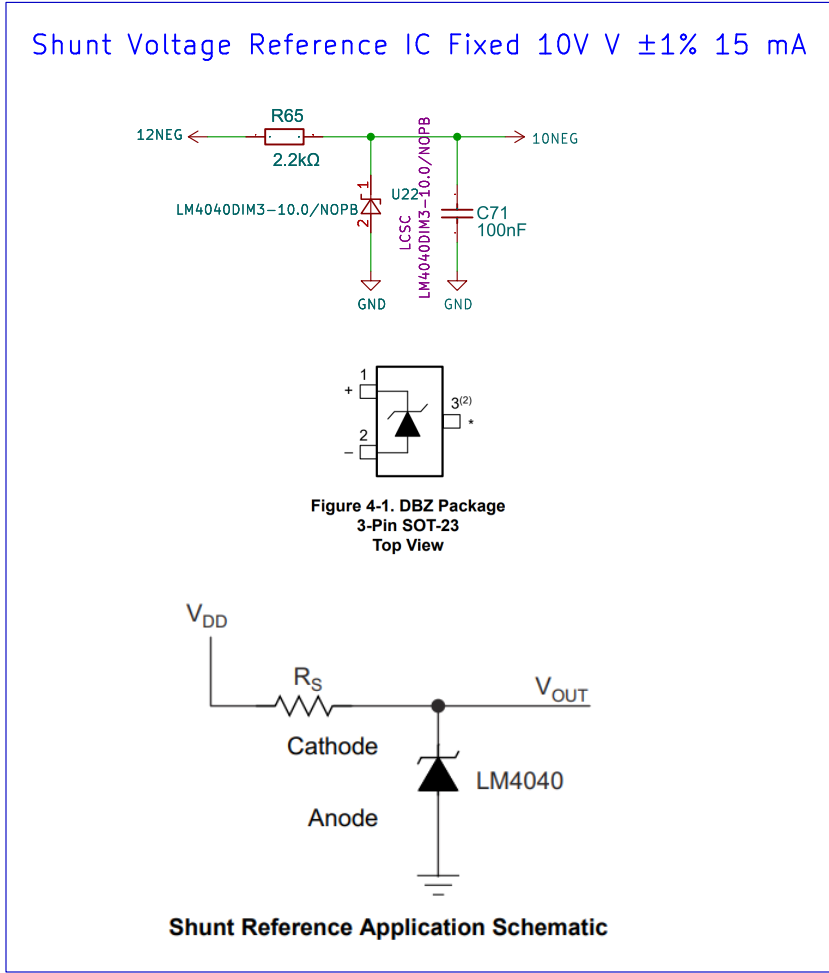 Shunt Voltage Reference IC Fixed 10V V ±1% 15 mA
R65
12NEG
10NEG
2.2kΩ
1
U22
LM4040DIM3-10.0/NOPB
2
LCSC
LM4040DIM3-10.0/NOPB
C71
100nF
GND
GND
1
+
3(2)
*
2
–
Figure 4-1. DBZ Package
3-Pin SOT-23
Top View
VDD
RS
VOUT
Cathode
LM4040
Anode
Shunt Reference Application Schematic